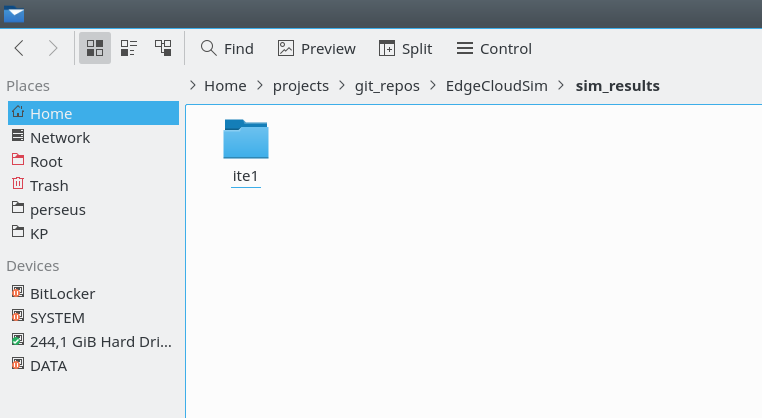 Find Preview Split Control
Places
Home > projects > git_repos > EdgeCloudSim > sim_results
Home
Network
Root
Trash
perseus
KP
Devices
BitLocker
SYSTEM
244,1 GiB Hard Dri...
DATA
ite1